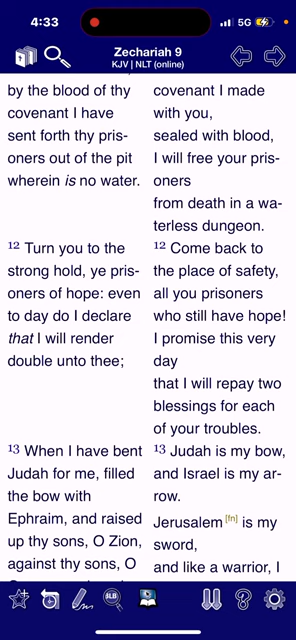 4:33
5G
Zechariah 9
KJV | NLT (online)
by the blood of thy
covenant I have
sent forth thy pris-
oners out of the pit
wherein is no water.
12 Turn you to the
strong hold, ye pris-
oners of hope: even
to day do I declare
that I will render
double unto thee;
13 When I have bent
Judah for me, filled
the bow with
Ephraim, and raised
up thy sons, O Zion,
against thy sons, O
covenant I made
with you,
sealed with blood,
I will free your pris-
oners
from death in a wa-
terless dungeon.
12 Come back to
the place of safety,
all you prisoners
who still have hope!
I promise this very
day
that I will repay two
blessings for each
of your troubles.
13 Judah is my bow,
and Israel is my ar-
row.
Jerusalem [fn] is my
sword,
and like a warrior, I